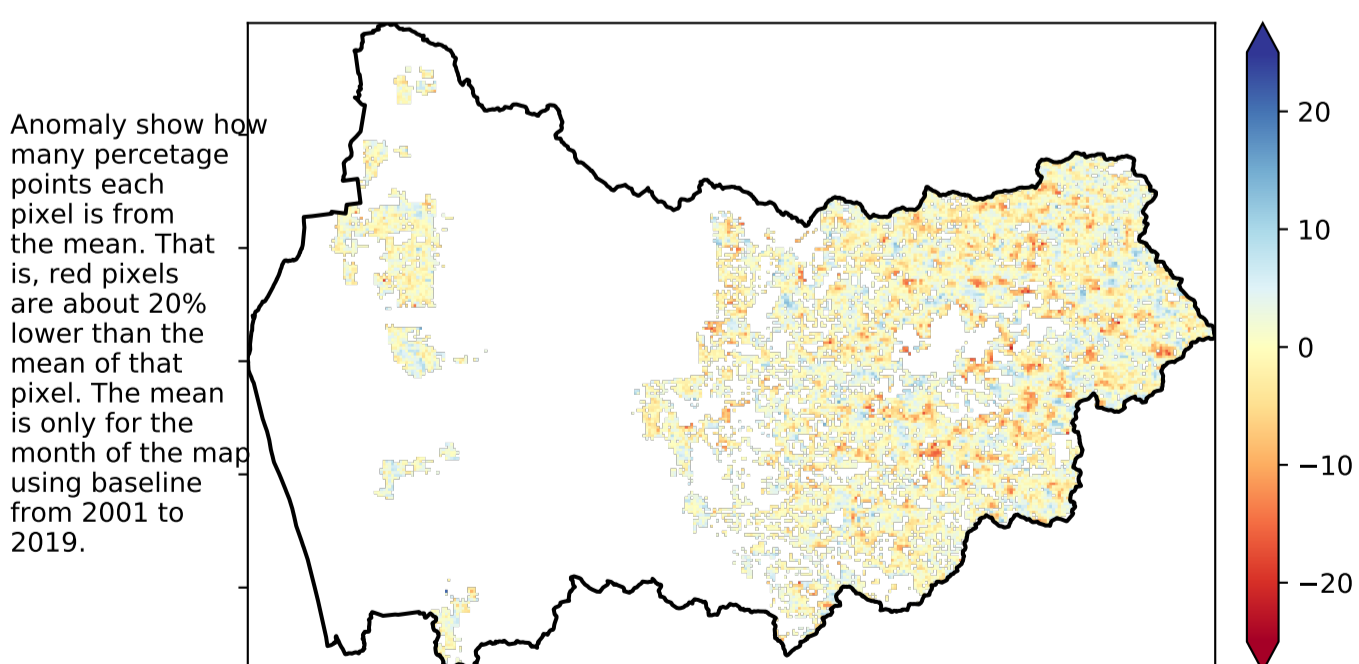 Anomaly show how
many percetage
points each
pixel is from
the mean. That
is, red pixels
are about 20%
lower than the
mean of that
pixel. The mean
is only for the
month of the map
using baseline
from 2001 to
2019.
20
10
0
−10
−20